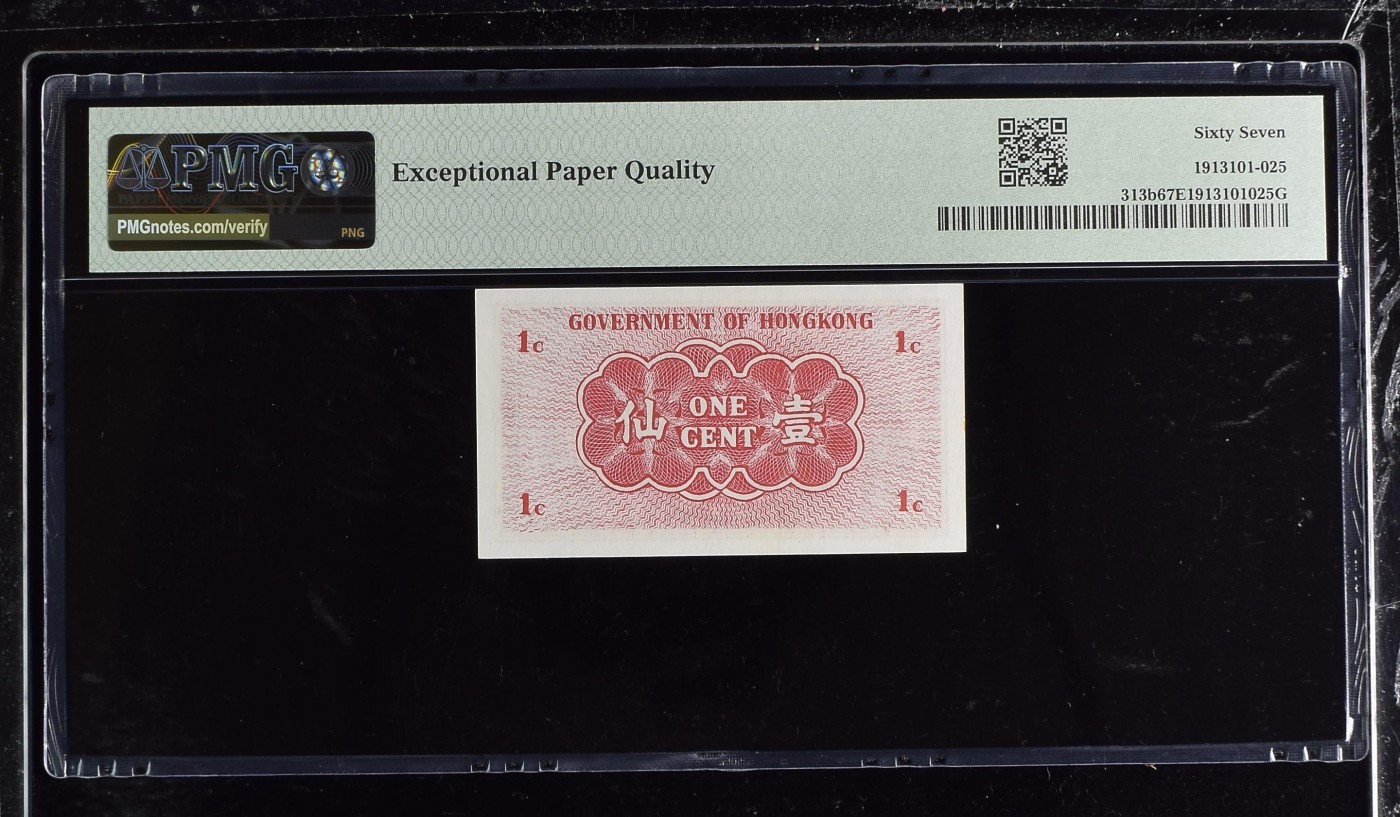 PMG
PMGnotes.com/verify
PNG
Exceptional Paper Quality
Sixty Seven
1913101-025
313b67E1913101025G
GOVERNMENT OF HONGKONG
1c
1c
仙
ONE
CENT
壹
1c
1c